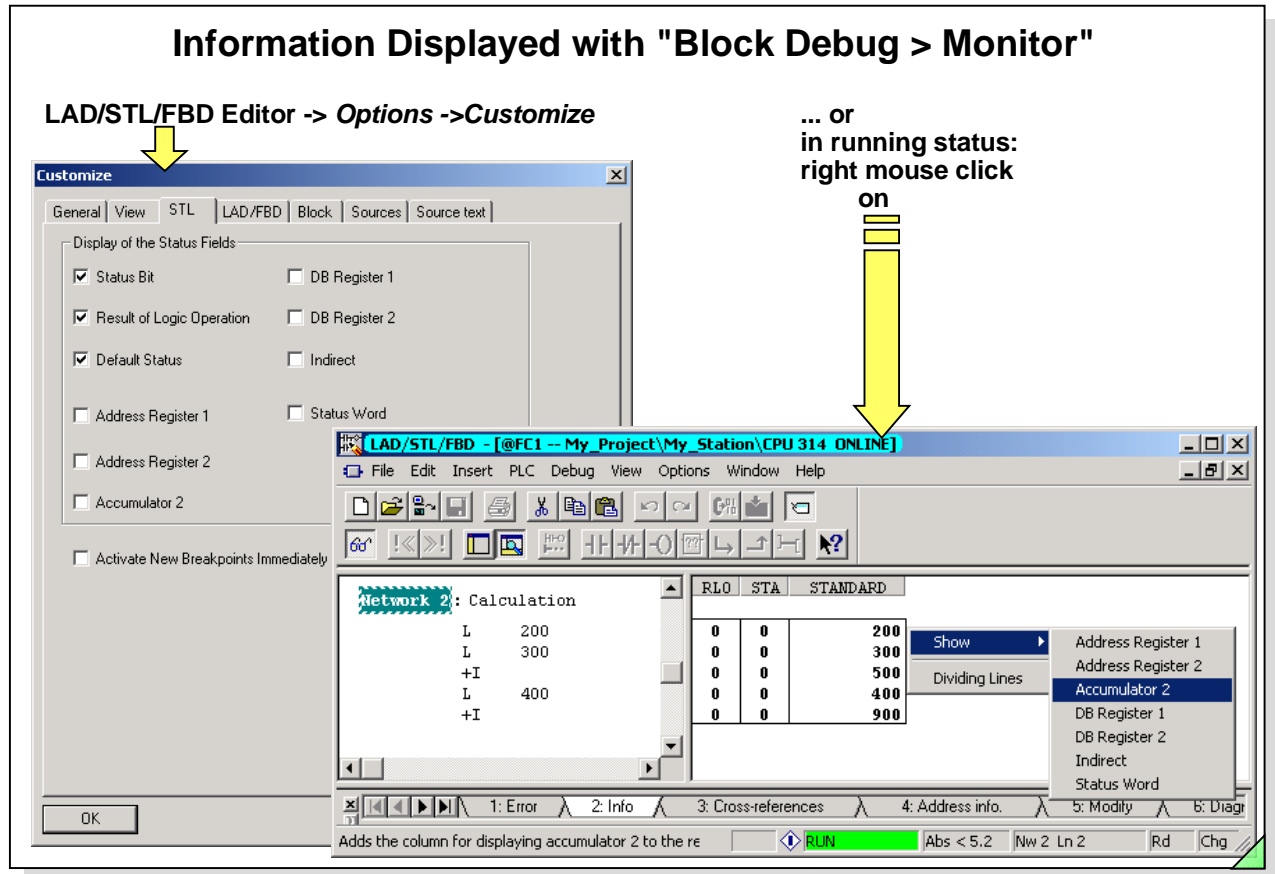 Information Displayed with "Block Debug > Monitor"
LAD/STL/FBD Editor -> Options ->Customize
... or
in running status:
right mouse click
on
Customize
General View STL LAD/FBD Block Sources Source text
Display of the Status Fields
Status Bit DB Register 1
Result of Logic Operation DB Register 2
Default Status Indirect
Address Register 1 Status Word
Address Register 2
Accumulator 2
Activate New Breakpoints Immediately
OK
LAD/STL/FBD - [@FC1 -- My_Project\My_Station\CPU 314 ONLINE]
File Edit Insert PLC Debug View Options Window Help
Network 2: Calculation
L 200
L 300
+I
L 400
+I
RLO STA STANDARD
0 0 200
0 0 300
0 0 500
0 0 400
0 0 900
Show
Dividing Lines
Address Register 1
Address Register 2
Accumulator 2
DB Register 1
DB Register 2
Indirect
Status Word
1: Error 2: Info 3: Cross-references 4: Address info. 5: Modify 6: Diagr
Adds the column for displaying accumulator 2 to the re RUN Abs < 5.2 Nw 2 Ln 2 Rd Chg